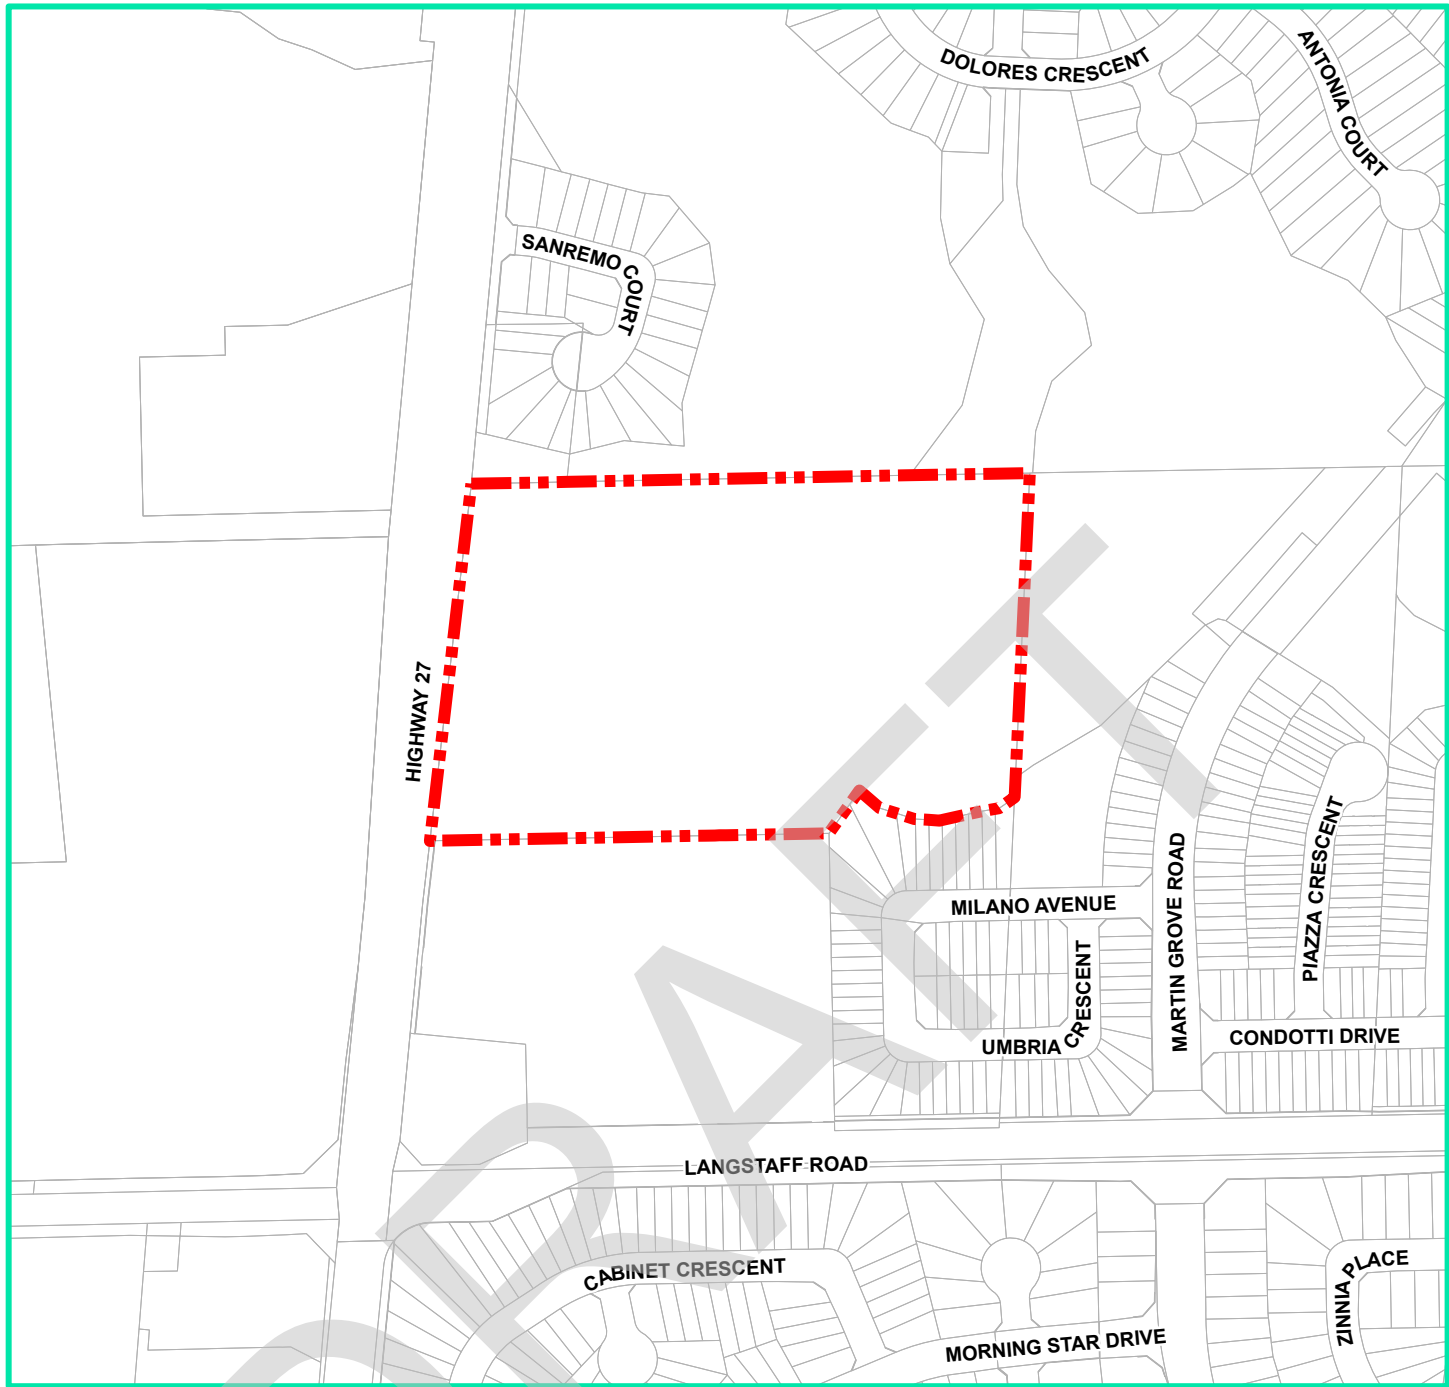 DOLORES CRESCENT
ANTONIA COURT
SANREMO COURT
HIGHWAY 27
MILANO AVENUE
MARTIN GROVE ROAD
PIAZZA CRESCENT
UMBRIA CRESCENT
CONDOTTI DRIVE
LANGSTAFF ROAD
CABINET CRESCENT
MORNING STAR DRIVE
ZINNIA PLACE
DRAFT